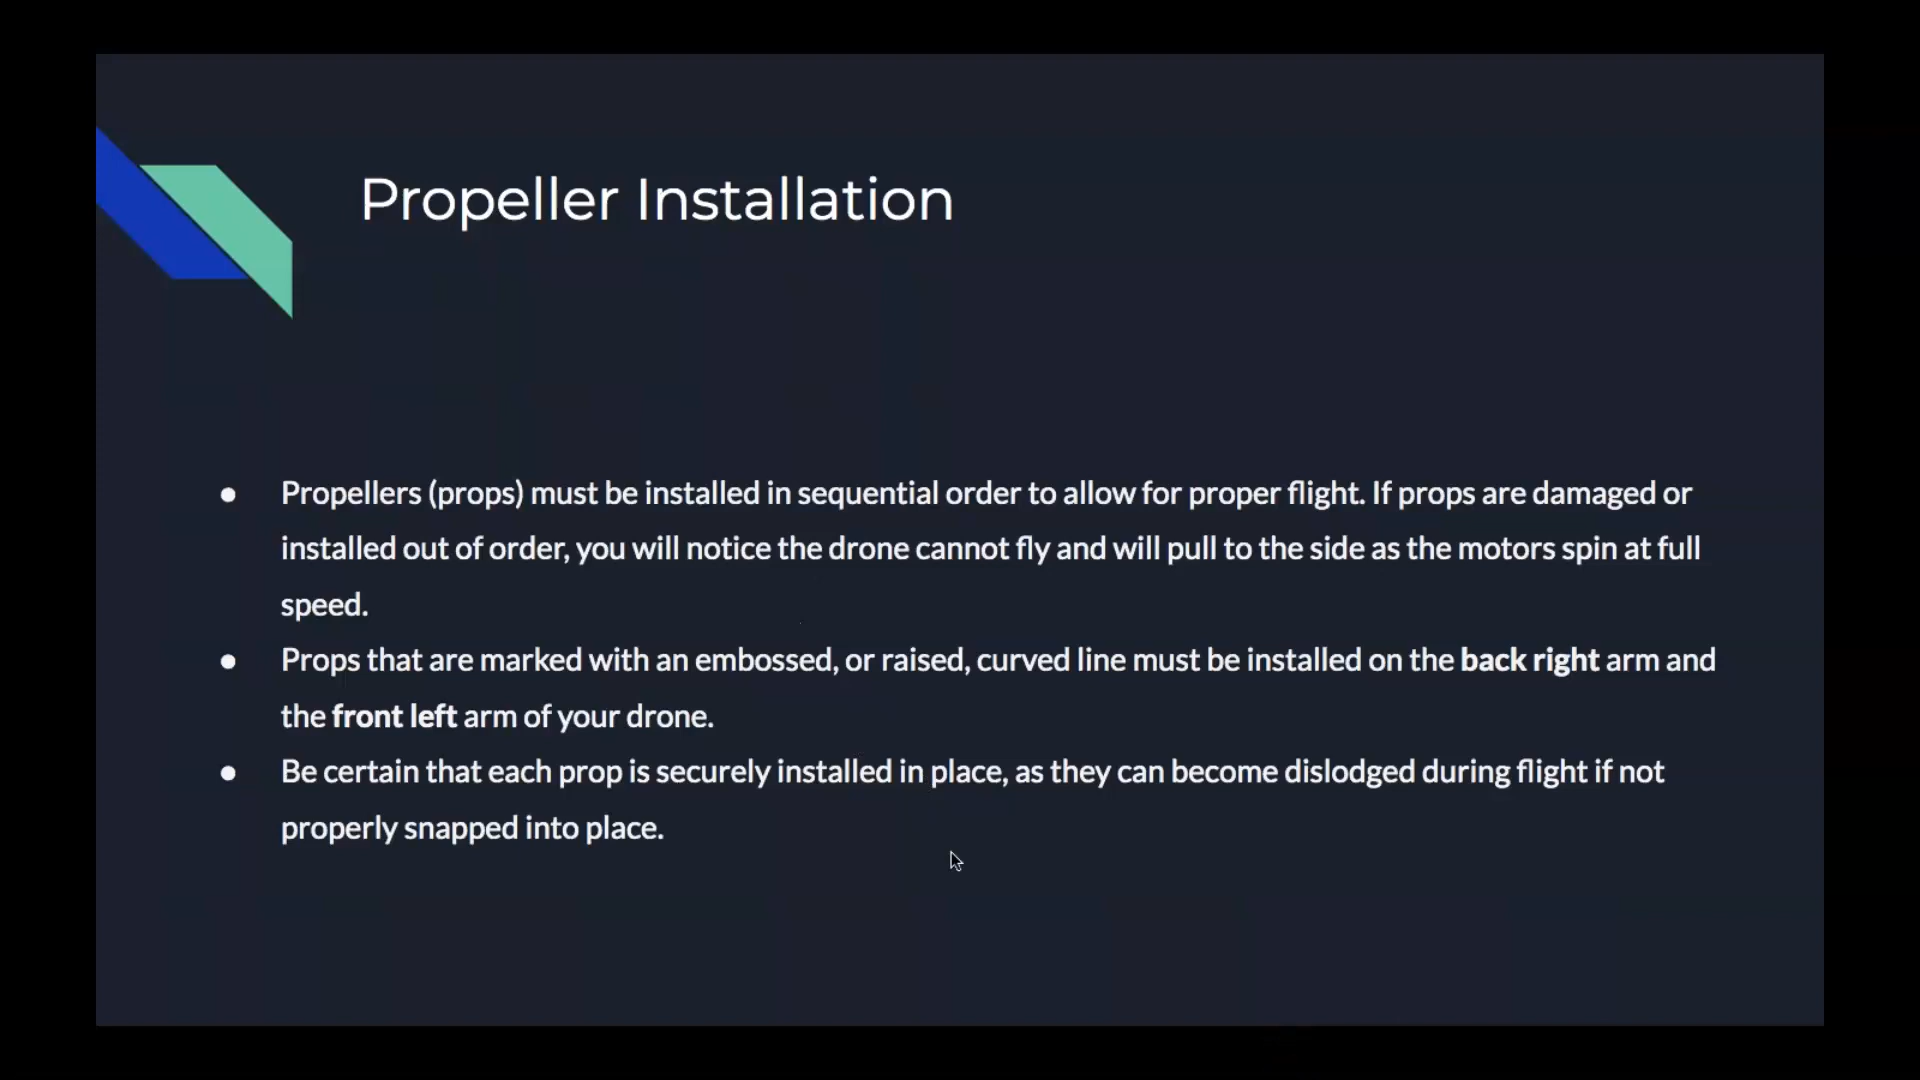 Propeller Installation
● Propellers (props) must be installed in sequential order to allow for proper flight. If props are damaged or
installed out of order, you will notice the drone cannot fly and will pull to the side as the motors spin at full
speed.
● Props that are marked with an embossed, or raised, curved line must be installed on the back right arm and
the front left arm of your drone.
● Be certain that each prop is securely installed in place, as they can become dislodged during flight if not
properly snapped into place.